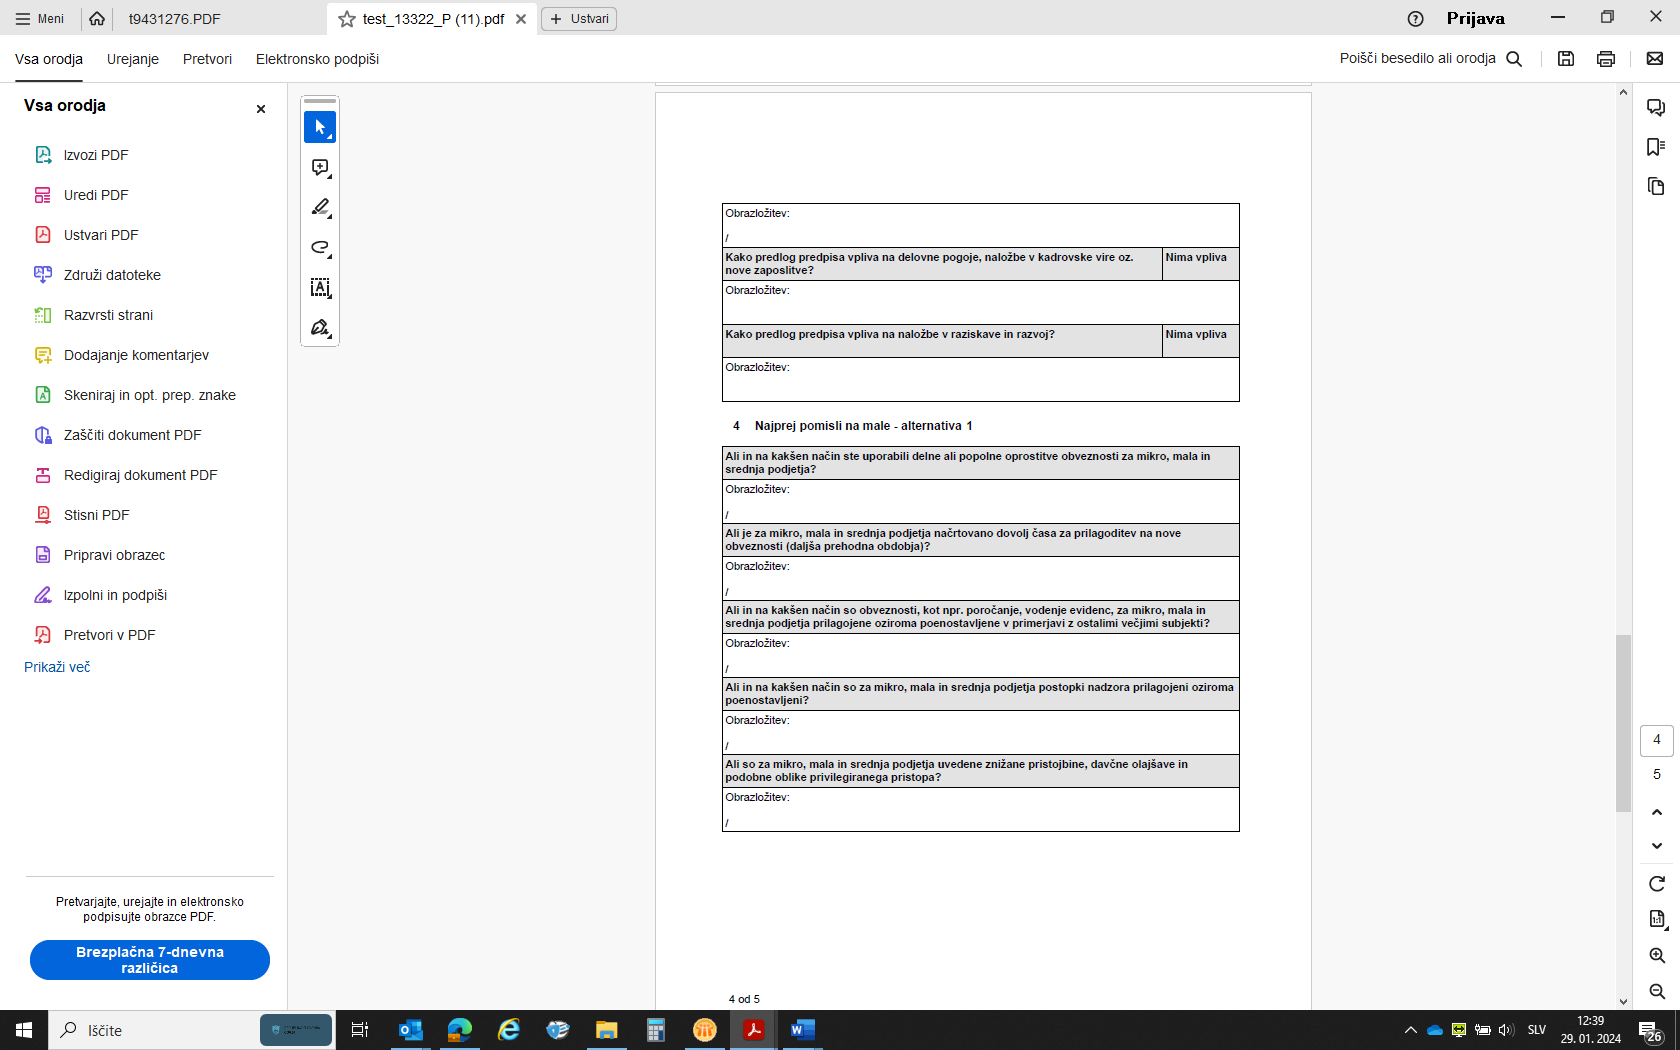 Meni
t9431276.PDF
test_13322_P (11).pdf
Ustvari
Prijava
Vsa orodja
Urejanje
Pretvori
Elektronsko podpiši
Poišči besedilo ali orodja
Vsa orodja
Izvozi PDF
Uredi PDF
Ustvari PDF
Združi datoteke
Razvrsti strani
Dodajanje komentarjev
Skeniraj in opt. prep. znake
Zaščiti dokument PDF
Redigiraj dokument PDF
Stisni PDF
Pripravi obrazec
Izpolni in podpiši
Pretvori v PDF
Prikaži več
Pretvarjajte, urejajte in elektronsko
podpisujte obrazce PDF.
Brezplačna 7-dnevna
različica
Obrazložitev:
/
Kako predlog predpisa vpliva na delovne pogoje, naložbe v kadrovske vire oz.
nove zaposlitve?
Nima vpliva
Obrazložitev:
Kako predlog predpisa vpliva na naložbe v raziskave in razvoj?
Nima vpliva
Obrazložitev:
4 Najprej pomisli na male - alternativa 1
Ali in na kakšen način ste uporabili delne ali popolne oprostitve obveznosti za mikro, mala in
srednja podjetja?
Obrazložitev:
/
Ali je za mikro, mala in srednja podjetja načrtovano dovolj časa za prilagoditev na nove
obveznosti (daljša prehodna obdobja)?
Obrazložitev:
/
Ali in na kakšen način so obveznosti, kot npr. poročanje, vodenje evidenc, za mikro, mala in
srednja podjetja prilagojene oziroma poenostavljene v primerjavi z ostalimi večjimi subjekti?
Obrazložitev:
/
Ali in na kakšen način so za mikro, mala in srednja podjetja postopki nadzora prilagojeni oziroma
poenostavljeni?
Obrazložitev:
/
Ali so za mikro, mala in srednja podjetja uvedene znižane pristojbine, davčne olajšave in
podobne oblike privilegiranega pristopa?
Obrazložitev:
/
4 od 5
4
5
Iščite
SLV
12:39
29. 01. 2024
26